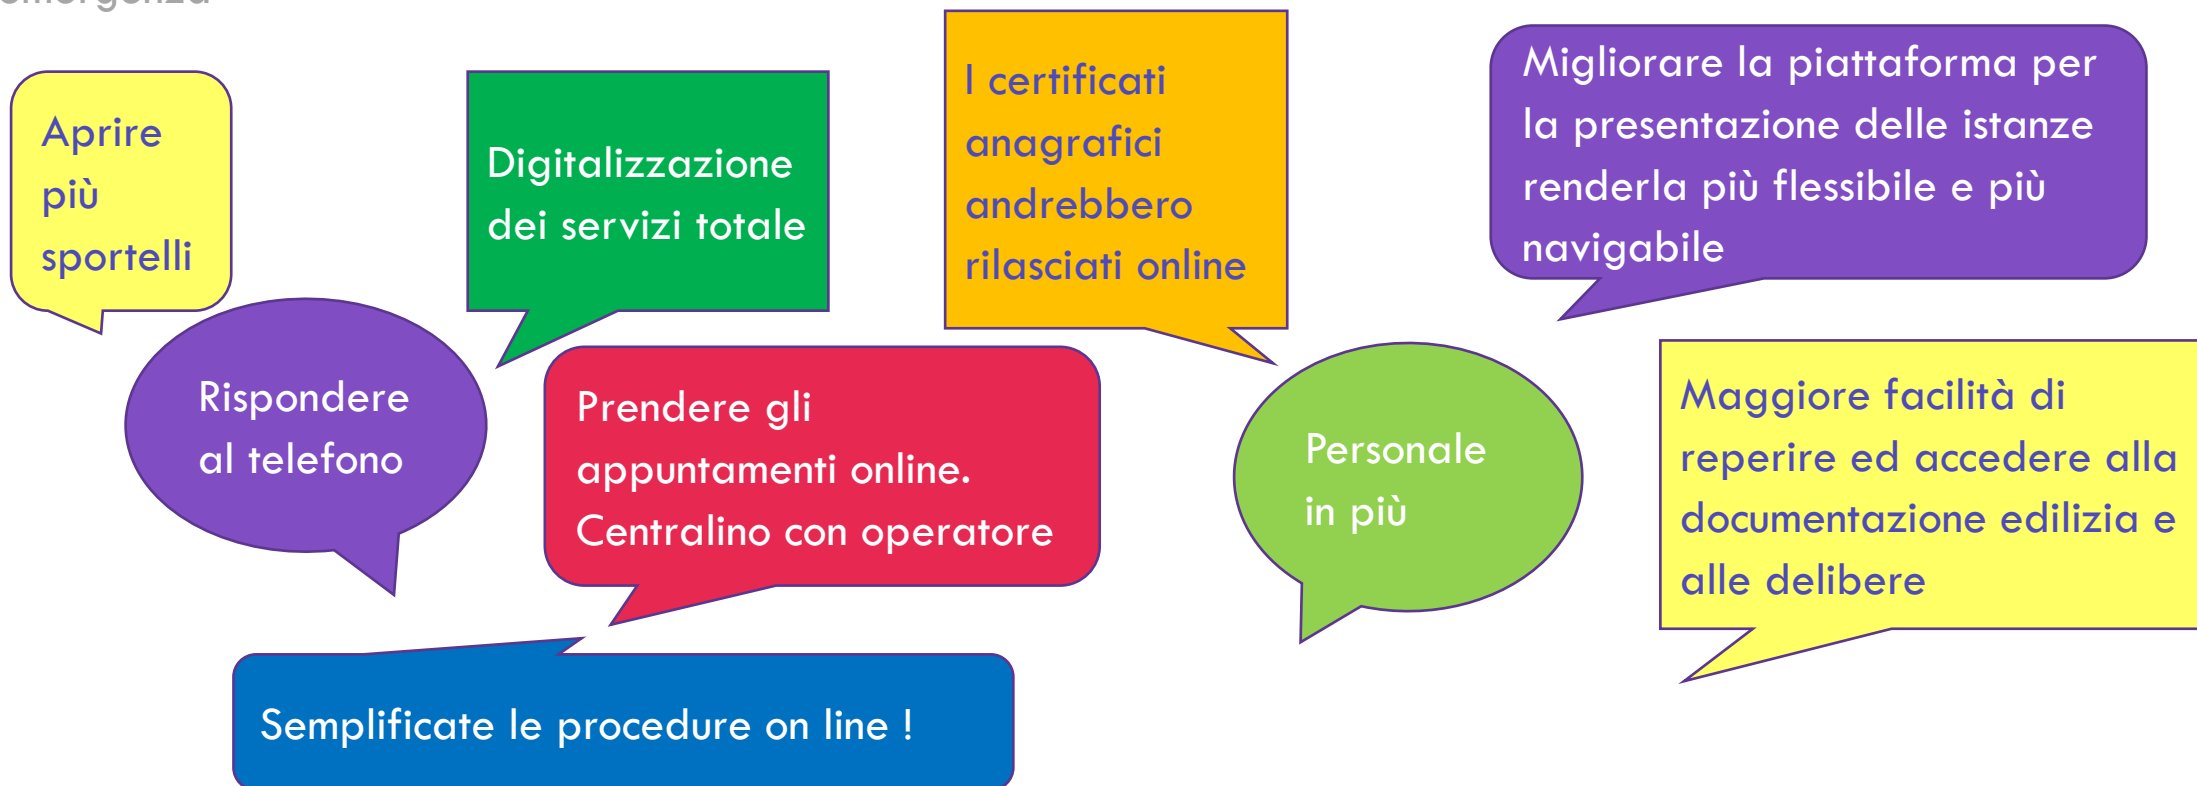 Aprire
più
sportelli
Digitalizzazione
dei servizi totale
I certificati
anagrafici
andrebbero
rilasciati online
Migliorare la piattaforma per
la presentazione delle istanze
renderla più flessibile e più
navigabile
Rispondere
al telefono
Prendere gli
appuntamenti online.
Centralino con operatore
Personale
in più
Maggiore facilità di
reperire ed accedere alla
documentazione edilizia e
alle delibere
Semplificate le procedure on line !